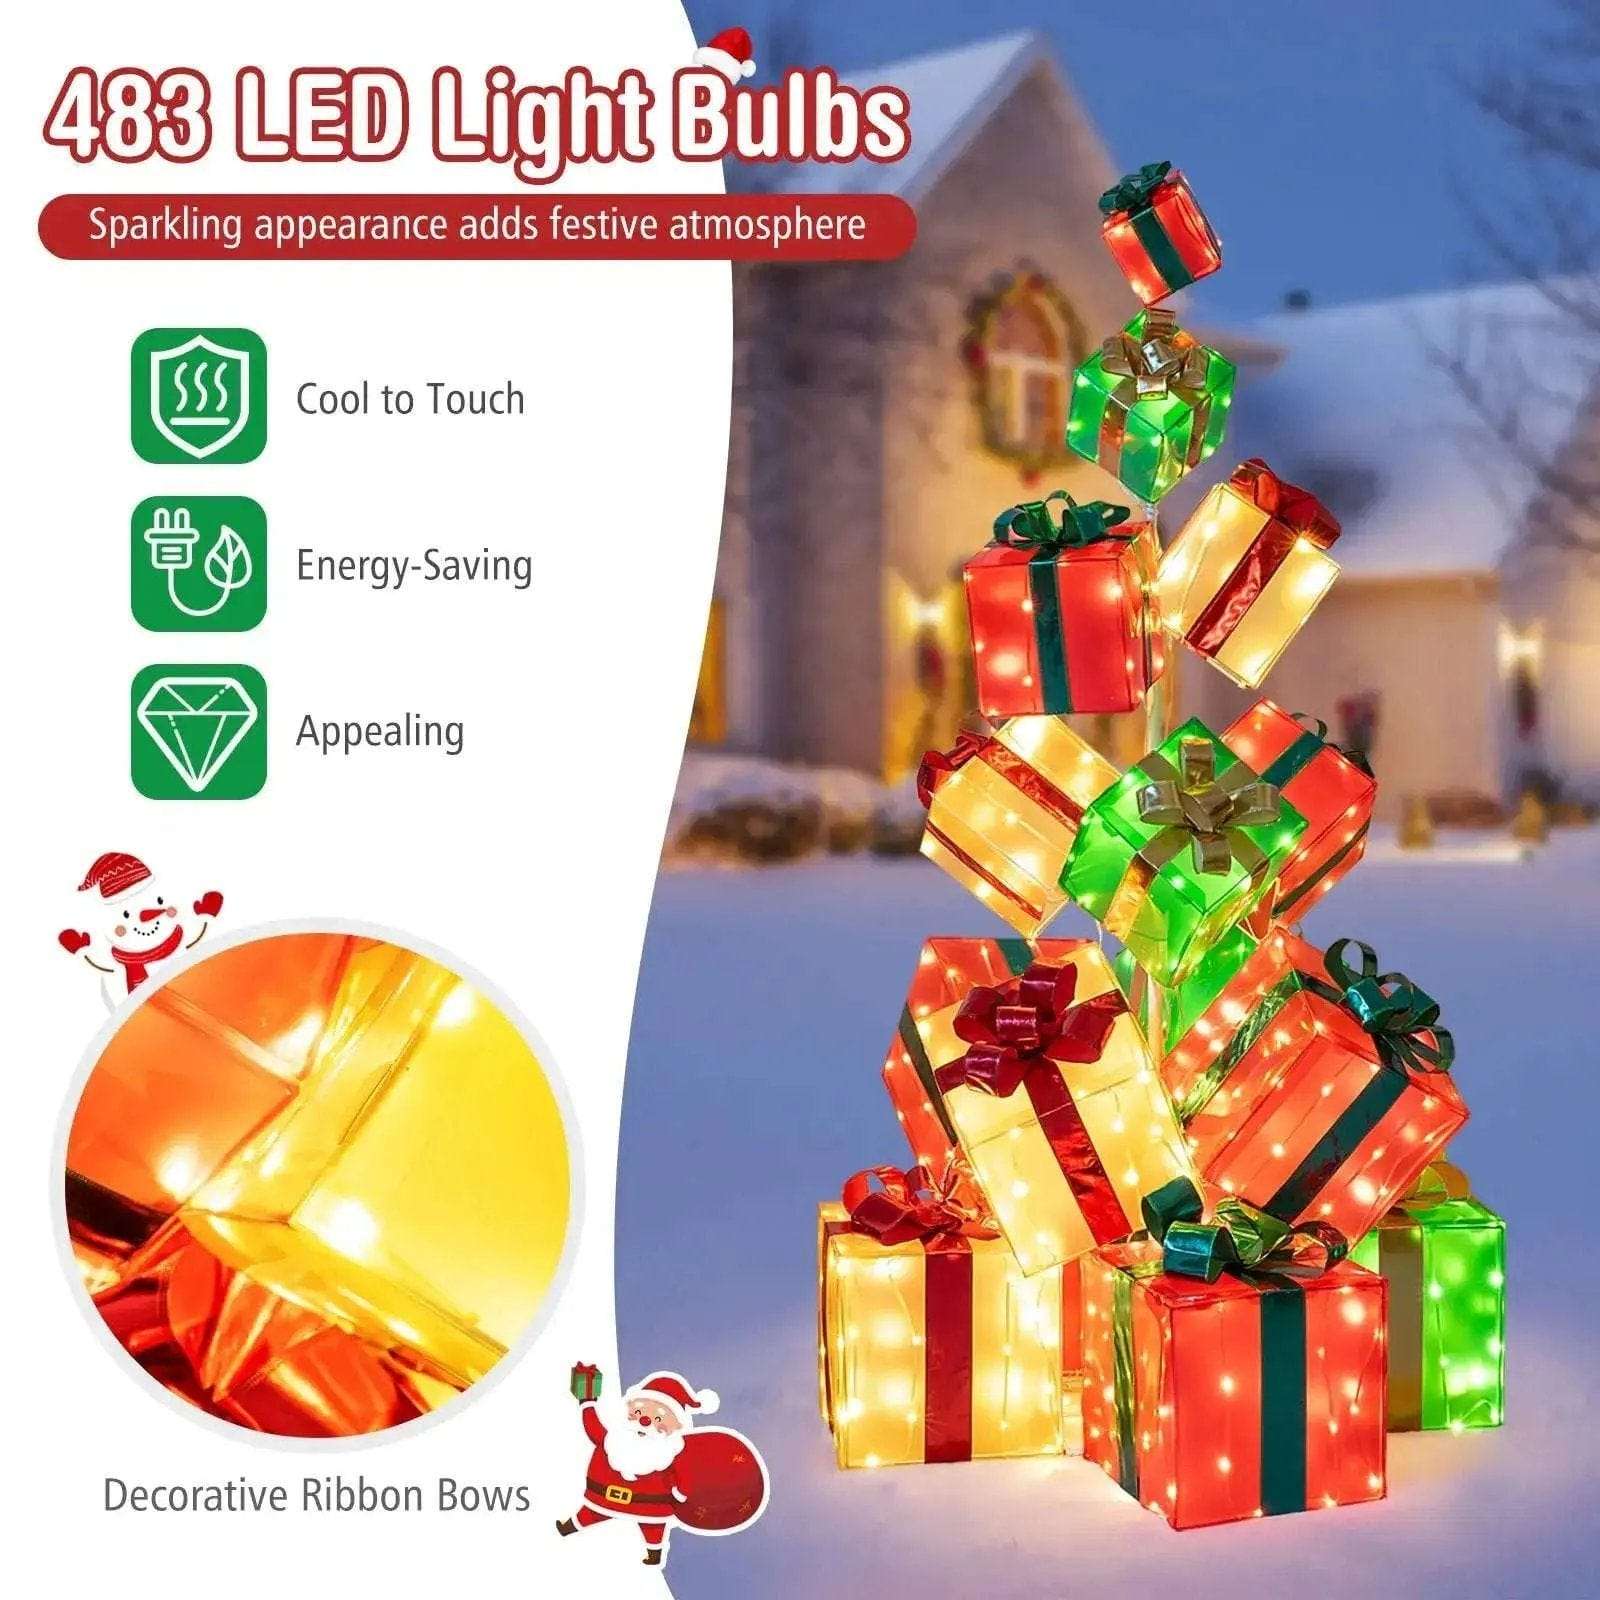 483 LED Light Bulbs
Sparkling appearance adds festive atmosphere
Cool to Touch
Energy-Saving
Appealing
Decorative Ribbon Bows